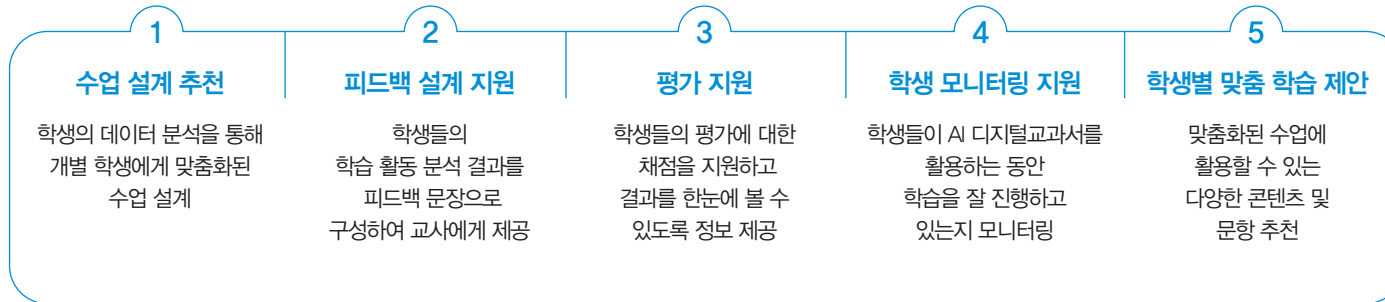 1
수업 설계 추천
학생의 데이터 분석을 통해
개별 학생에게 맞춤화된
수업 설계
2
피드백 설계 지원
학생들의
학습 활동 분석 결과를
피드백 문장으로
구성하여 교사에게 제공
3
평가 지원
학생들의 평가에 대한
채점을 지원하고
결과를 한눈에 볼 수
있도록 정보 제공
4
학생 모니터링 지원
학생들이 AI 디지털교과서를
활용하는 동안
학습을 잘 진행하고
있는지 모니터링
5
학생별 맞춤 학습 제안
맞춤화된 수업에
활용할 수 있는
다양한 콘텐츠 및
문항 추천